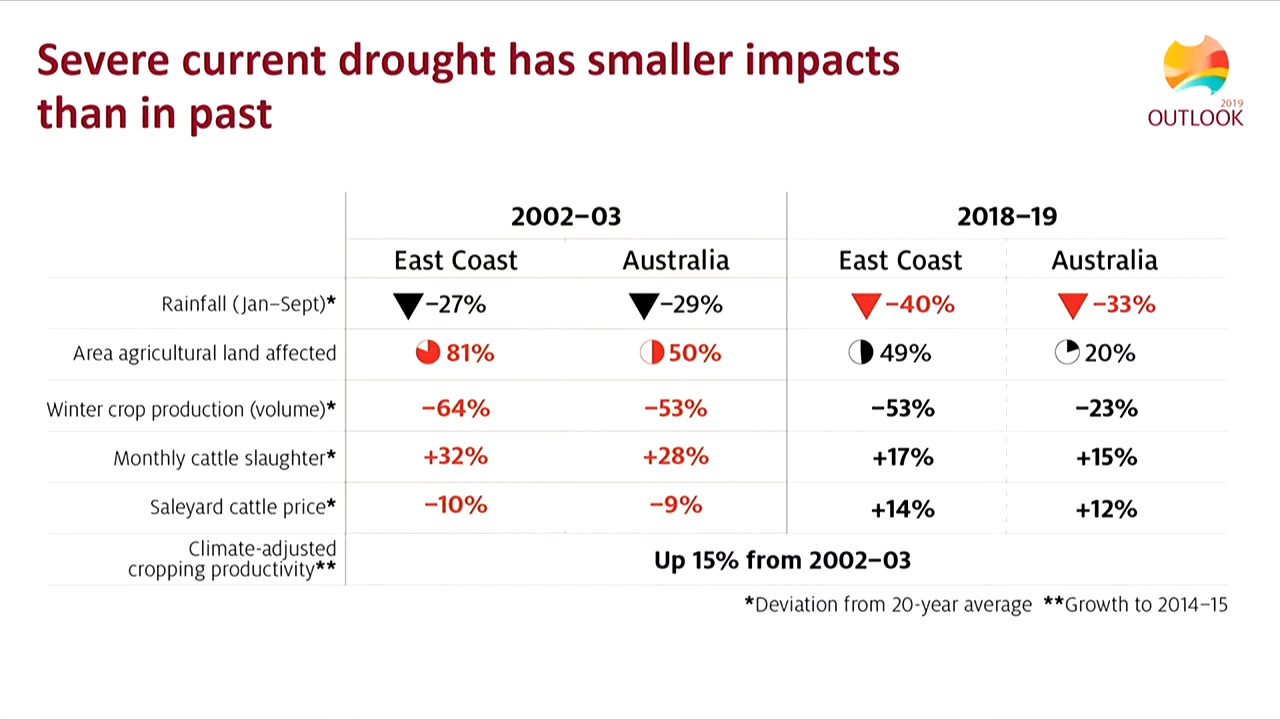 Severe current drought has smaller impacts
than in past
2019
OUTLOOK
2002–03 2018–19
East Coast Australia East Coast Australia
Rainfall (Jan–Sept)* –27% –29% –40% –33%
Area agricultural land affected 81% 50% 49% 20%
Winter crop production (volume)* –64% –53% –53% –23%
Monthly cattle slaughter* +32% +28% +17% +15%
Saleyard cattle price* –10% –9% +14% +12%
Climate-adjusted
cropping productivity** Up 15% from 2002–03
*Deviation from 20-year average **Growth to 2014–15